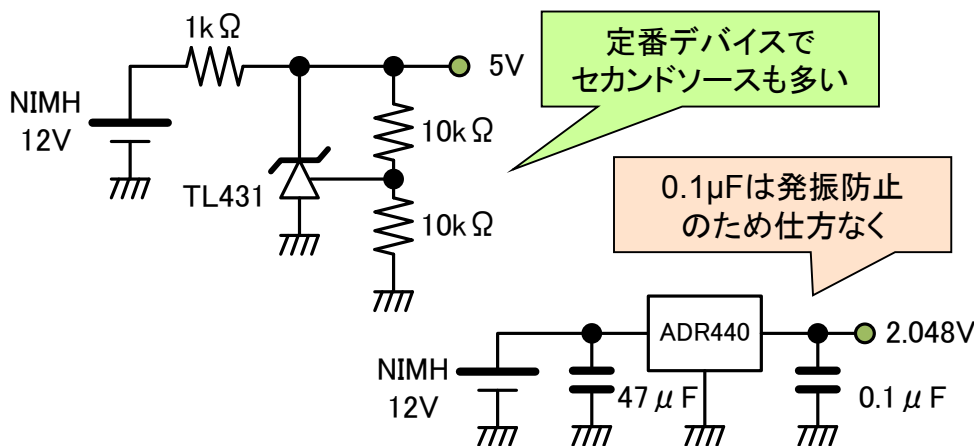 1kΩ
NIMH
12V
5V
10kΩ
TL431
10kΩ
定番デバイスで
セカンドソースも多い
0.1µFは発振防止
のため仕方なく
NIMH
12V
47μF
ADR440
2.048V
0.1μF